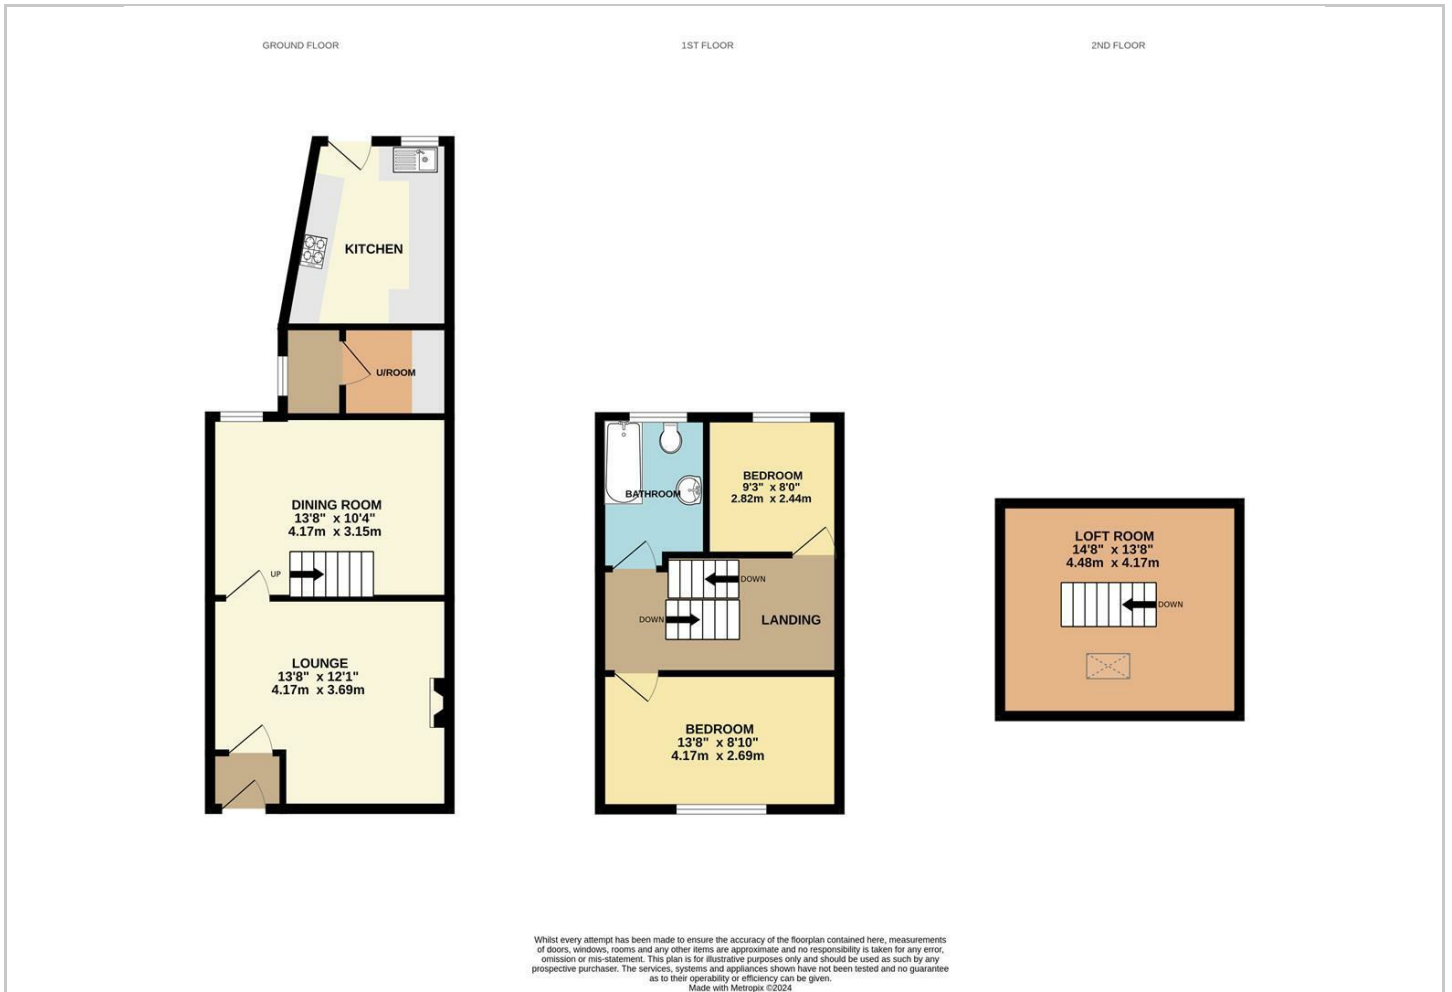 GROUND FLOOR
1ST FLOOR
2ND FLOOR
KITCHEN
U/ROOM
DINING ROOM
13'8" x 10'4"
4.17m x 3.15m
UP
LOUNGE
13'8" x 12'1"
4.17m x 3.69m
BATHROOM
BEDROOM
9'3" x 8'0"
2.82m x 2.44m
DOWN
DOWN
LANDING
BEDROOM
13'8" x 8'10"
4.17m x 2.69m
LOFT ROOM
14'8" x 13'8"
4.48m x 4.17m
DOWN
Whilst every attempt has been made to ensure the accuracy of the floorplan contained here, measurements
of doors, windows, rooms and any other items are approximate and no responsibility is taken for any error,
omission or mis-statement. This plan is for illustrative purposes only and should be used as such by any
prospective purchaser. The services, systems and appliances shown have not been tested and no guarantee
as to their operability or efficiency can be given.
Made with Metropix ©2024